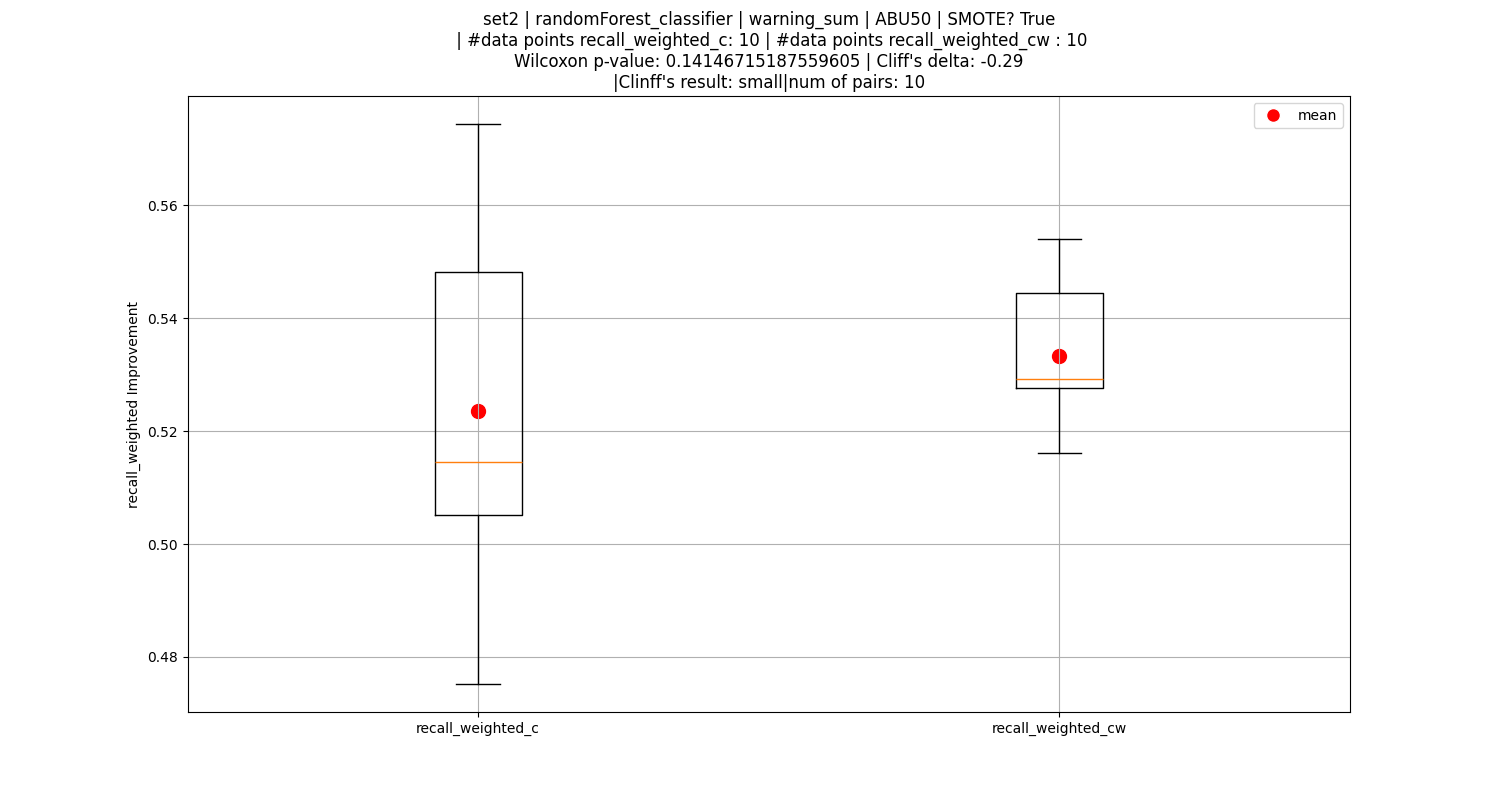 set2 | randomForest_classifier | warning_sum | ABU50 | SMOTE? True
| #data points recall_weighted_c: 10 | #data points recall_weighted_cw : 10
Wilcoxon p-value: 0.14146715187559605 | Cliff's delta: -0.29
|Clinff's result: small|num of pairs: 10
mean
recall_weighted Improvement
0.56
0.54
0.52
0.50
0.48
recall_weighted_c
recall_weighted_cw